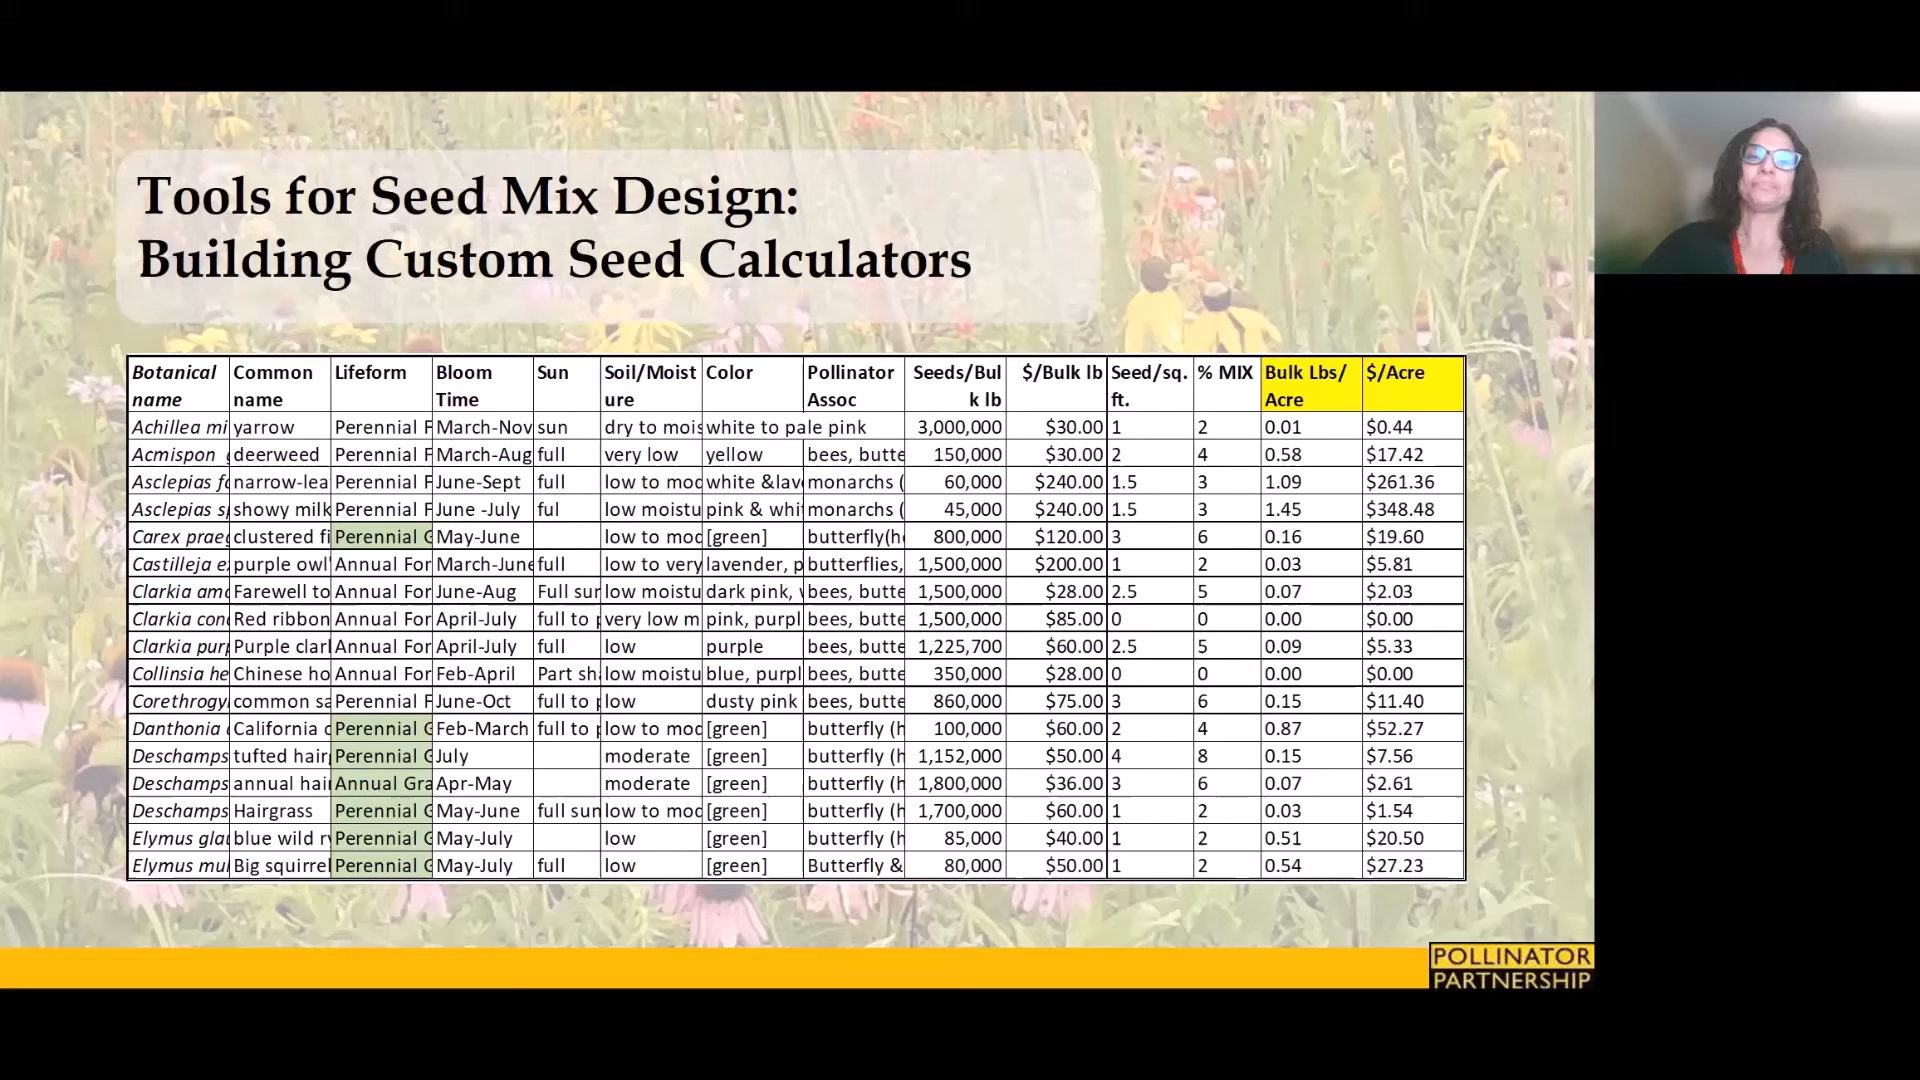 Tools for Seed Mix Design:
Building Custom Seed Calculators
Botanical name Common name Lifeform Bloom Time Sun Soil/Moisture Color Pollinator Assoc Seeds/Bulk lb $/Bulk lb Seed/sq. ft. % MIX Bulk Lbs/ Acre $/Acre
Achillea mi yarrow Perennial F March-Nov sun dry to mois white to pale pink 3,000,000 $30.00 1 2 0.01 $0.44
Acmispon deerweed Perennial F March-Aug full very low yellow bees, butte 150,000 $30.00 2 4 0.58 $17.42
Asclepias fa narrow-lea Perennial F June-Sept full low to mod white &lav monarchs ( 60,000 $240.00 1.5 3 1.09 $261.36
Asclepias sp showy milk Perennial F June -July ful low moistu pink & whi monarchs ( 45,000 $240.00 1.5 3 1.45 $348.48
Carex praeg clustered fi Perennial G May-June low to mod [green] butterfly(h 800,000 $120.00 3 6 0.16 $19.60
Castilleja e purple owl' Annual For March-June full low to very lavender, p butterflies, 1,500,000 $200.00 1 2 0.03 $5.81
Clarkia amo Farewell to Annual For June-Aug Full sun low moistu dark pink, bees, butte 1,500,000 $28.00 2.5 5 0.07 $2.03
Clarkia con Red ribbon Annual For April-July full to very low m pink, purpl bees, butte 1,500,000 $85.00 0 0 0.00 $0.00
Clarkia pur Purple clar Annual For April-July full low purple bees, butte 1,225,700 $60.00 2.5 5 0.09 $5.33
Collinsia he Chinese ho Annual For Feb-April Part sha low moistu blue, purpl bees, butte 350,000 $28.00 0 0 0.00 $0.00
Corethrogy common sa Perennial F June-Oct full to low dusty pink bees, butte 860,000 $75.00 3 6 0.15 $11.40
Danthonia California c Perennial G Feb-March full to low to mod [green] butterfly (h 100,000 $60.00 2 4 0.87 $52.27
Deschamps tufted hair Perennial G July moderate [green] butterfly (h 1,152,000 $50.00 4 8 0.15 $7.56
Deschamps annual hai Annual Gra Apr-May moderate [green] butterfly (h 1,800,000 $36.00 3 6 0.07 $2.61
Deschamps Hairgrass Perennial G May-June full sun low to mod [green] butterfly (h 1,700,000 $60.00 1 2 0.03 $1.54
Elymus gla blue wild r Perennial G May-July low [green] butterfly (h 85,000 $40.00 1 2 0.51 $20.50
Elymus mul Big squirrel Perennial G May-July full low [green] Butterfly & 80,000 $50.00 1 2 0.54 $27.23
POLLINATOR
PARTNERSHIP